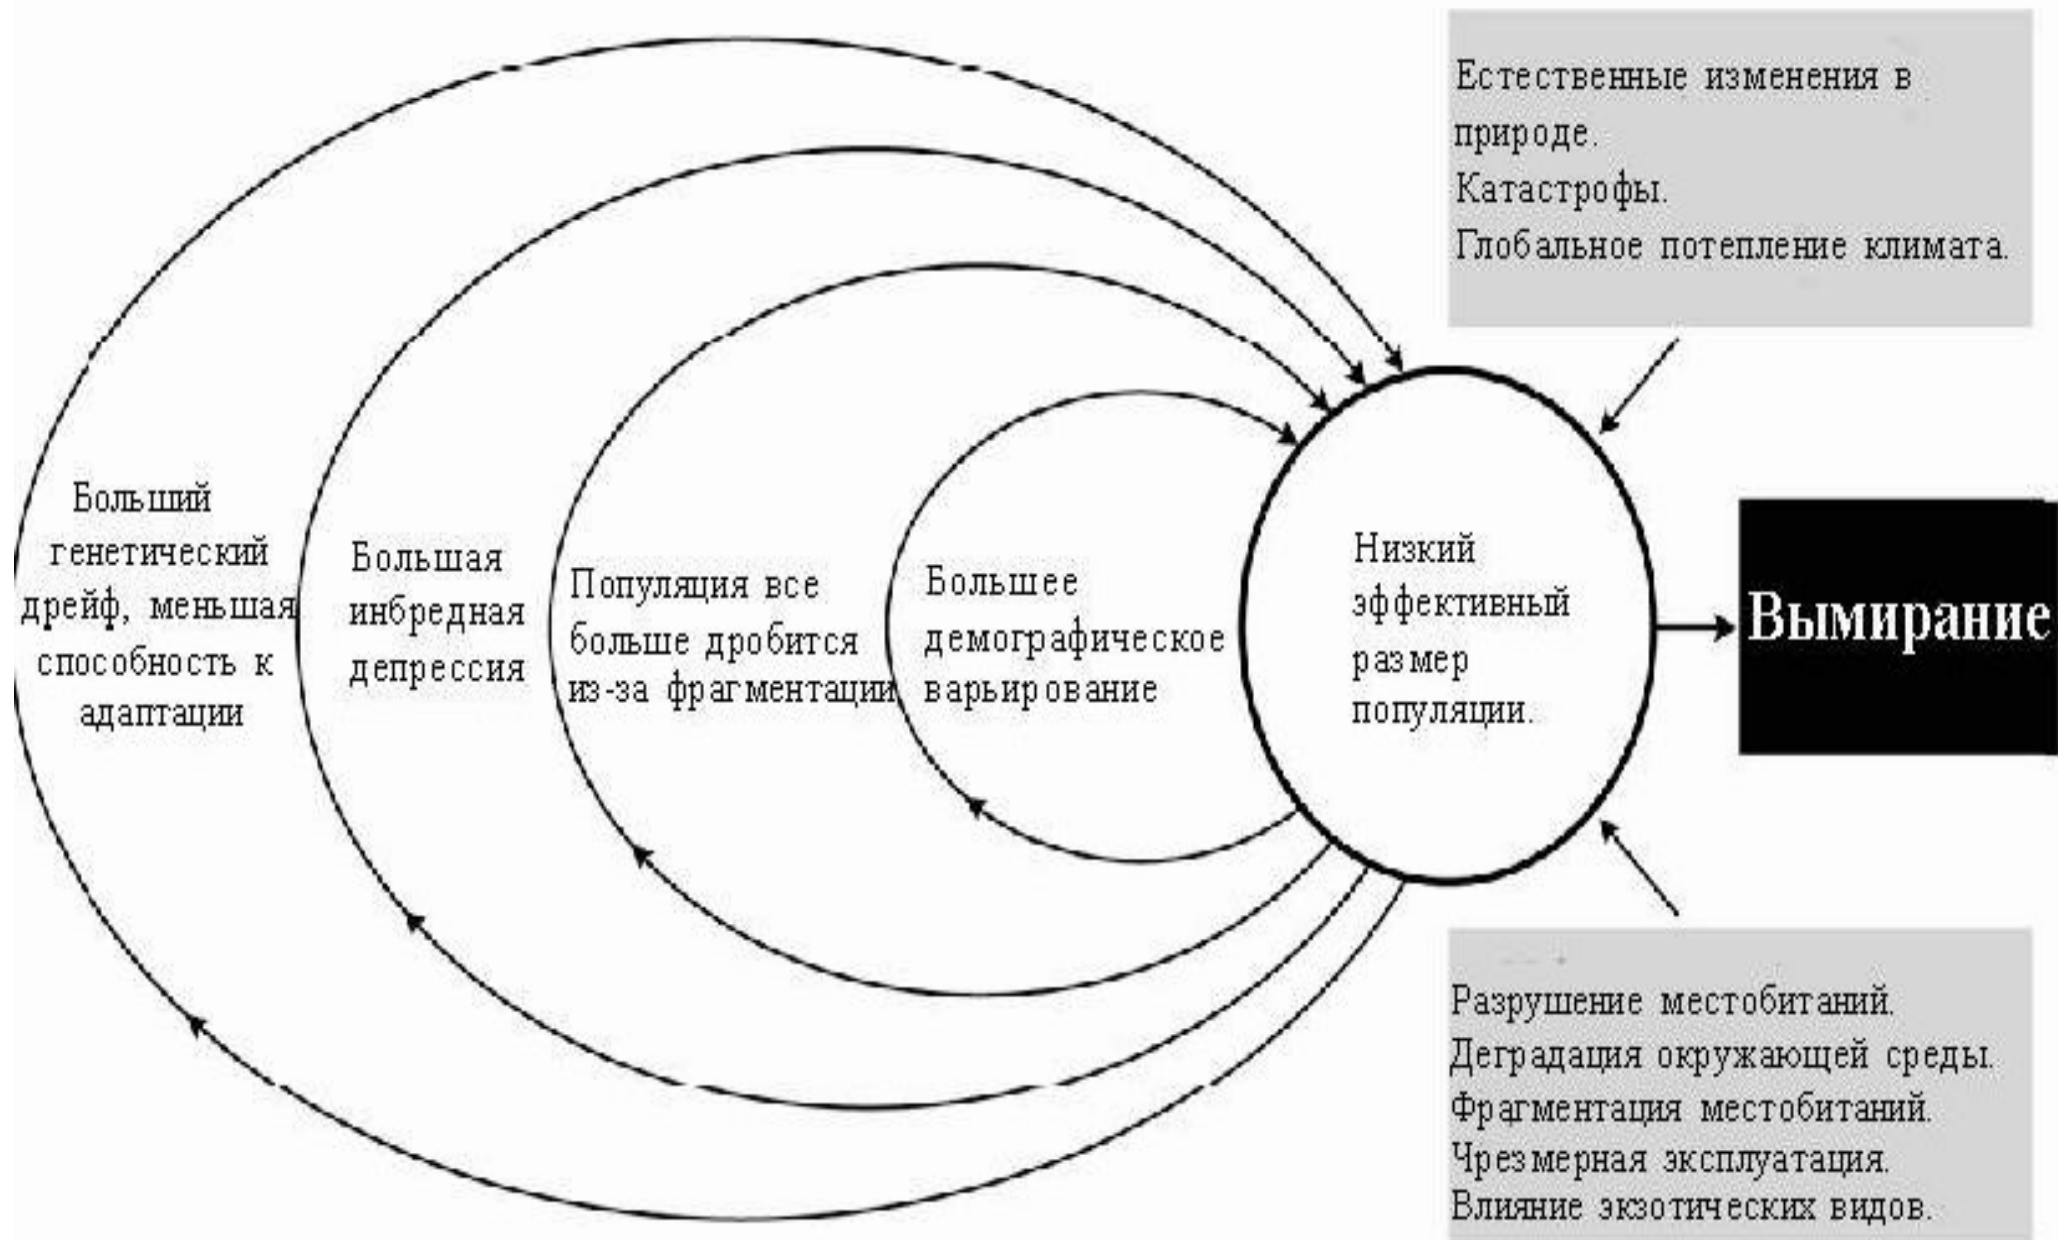 Естественные изменения в
природе.
Катастрофы.
Глобальное потепление климата.
Больший
генетический
дрейф, меньшая
способность к
адаптации
Большая
инбредная
депрессия
Популяция все
больше дробится
из-за фрагментации
Большее
демографическое
варьирование
Низкий
эффективный
размер
популяции.
Вымирание
Разрушение местобитаний.
Деградация окружающей среды.
Фрагментация местобитаний.
Чрезмерная эксплуатация.
Влияние экзотических видов.